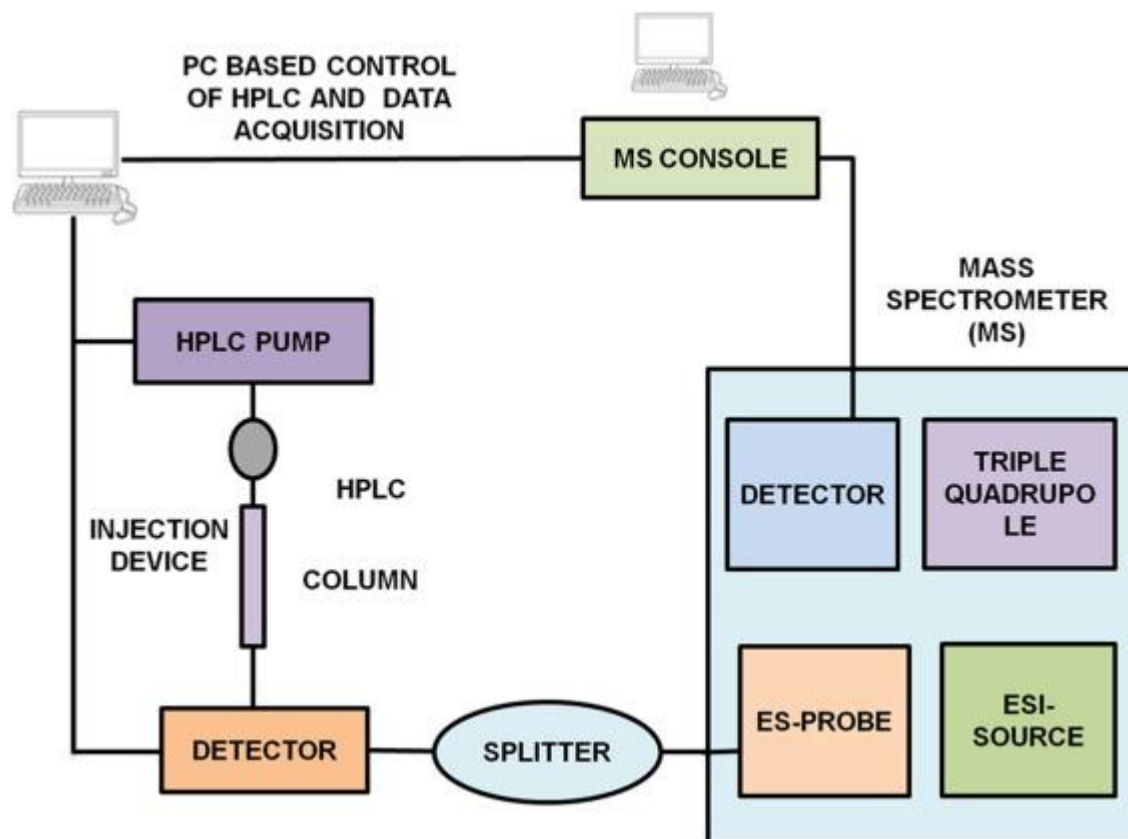 PC BASED CONTROL
OF HPLC AND DATA
ACQUISITION
MS CONSOLE
MASS
SPECTROMETER
(MS)
HPLC PUMP
HPLC
INJECTION
DEVICE
COLUMN
DETECTOR
TRIPLE
QUADRUPO
LE
DETECTOR
SPLITTER
ES-PROBE
ESI-
SOURCE